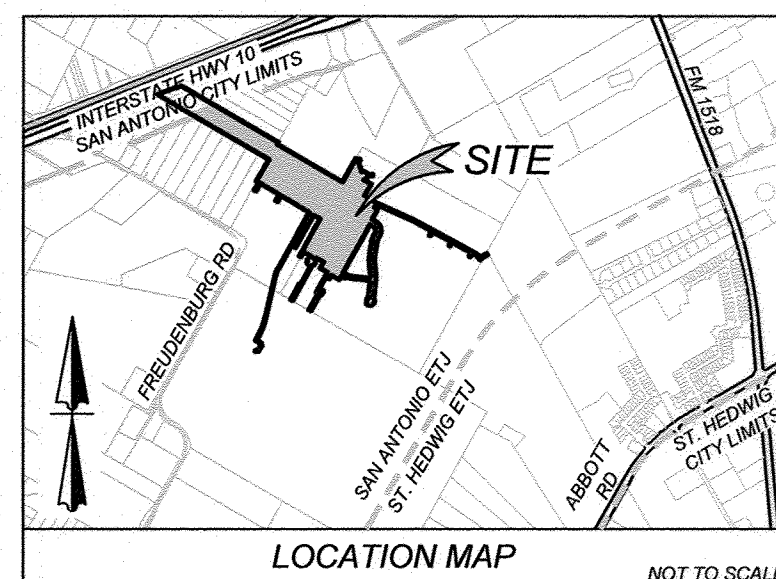 INTERSTATE HWY 10
SAN ANTONIO CITY LIMITS
FM 1518
SITE
FREUDENBURG RD
SAN ANTONIO ETJ
ST. HEDWIG ETJ
ABBOTT
RD
ST. HEDWIG
CITY LIMITS
LOCATION MAP
NOT TO SCALE